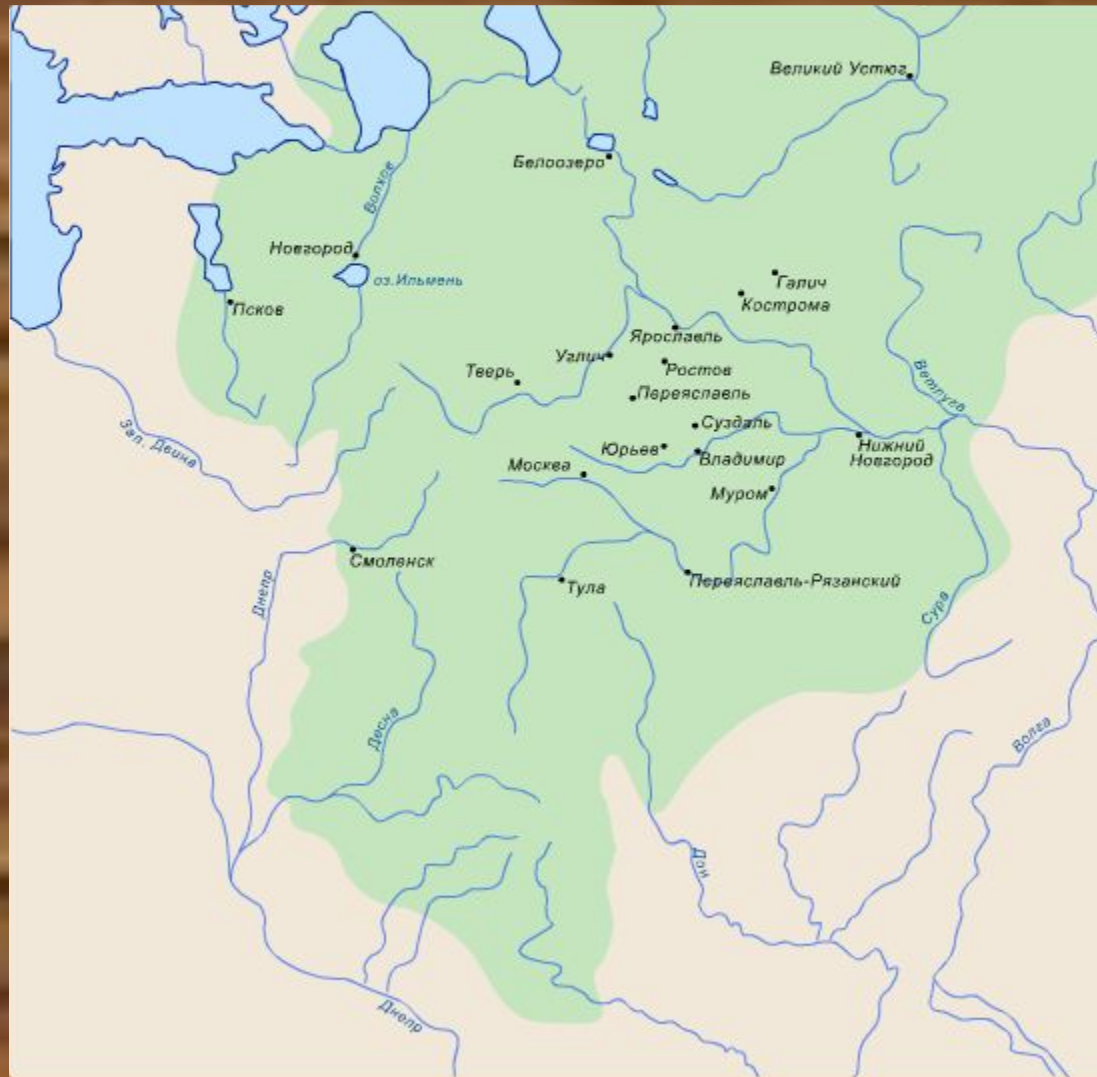 Великий Устюг
Белоозеро
Волхов
Новгород
оз.Ильмень
Галич
Псков
Кострома
Ярославль
Углич
Ростов
Тверь
Переяславль
Ветлуга
Суздаль
Зап. Двина
Юрьев
Владимир
Нижний
Новгород
Москва
Муром
Смоленск
Переяславль-Рязанский
Тула
Днепр
Сура
Десна
Волга
Дон
Днепр